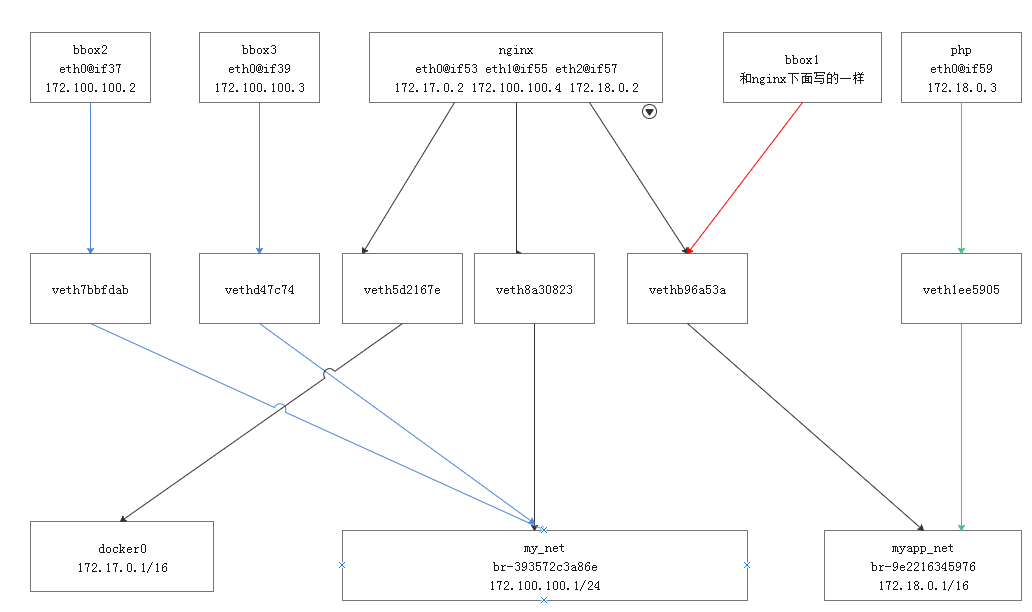 bbox2
eth0@if37
172.100.100.2
bbox3
eth0@if39
172.100.100.3
nginx
eth0@if53 eth1@if55 eth2@if57
172.17.0.2 172.100.100.4 172.18.0.2
bbox1
和nginx下面写的一样
php
eth0@if59
172.18.0.3
veth7bbfdab
vethd47c74
veth5d2167e
veth8a30823
vethb96a53a
veth1ee5905
docker0
172.17.0.1/16
my_net
br-393572c3a86e
172.100.100.1/24
myapp_net
br-9e2216345976
172.18.0.1/16